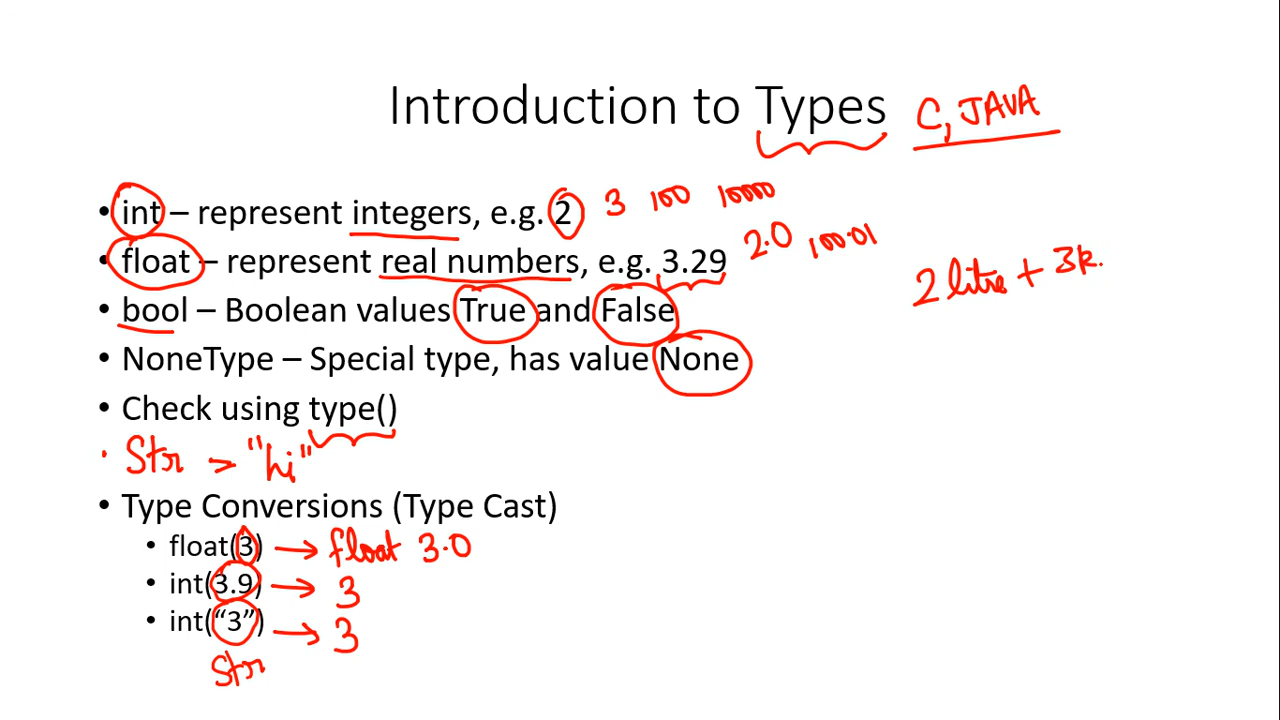 Introduction to Types C, JAVA
• int – represent integers, e.g. 2 3 100 10000
• float – represent real numbers, e.g. 3.29 2.0 100.01
2 litre + 3k.
• bool – Boolean values True and False
• NoneType – Special type, has value None
• Check using type()
• Str > "hi"
• Type Conversions (Type Cast)
• float(3) → float 3.0
• int(3.9) → 3
• int(“3”) → 3
Str